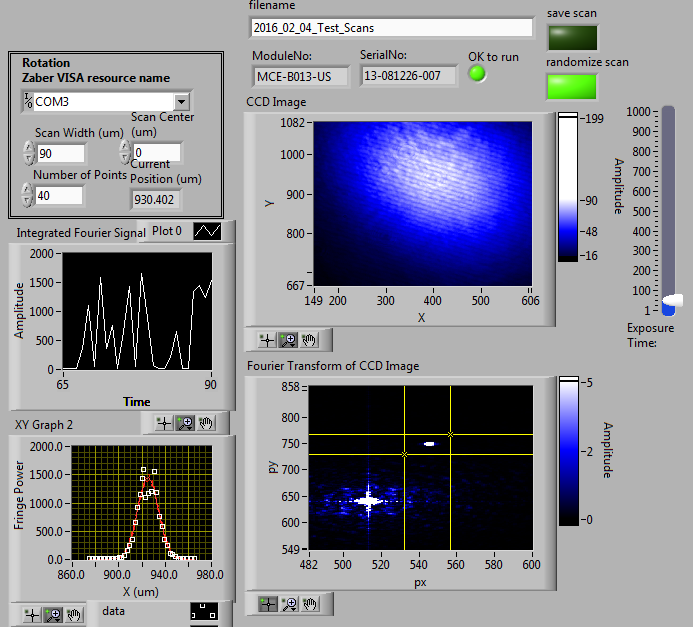 filename
2016_02_04_Test_Scans
save scan
ModuleNo:
SerialNo:
OK to run
MCE-B013-US
13-081226-007
randomize scan
Rotation
Zaber VISA resource name
COM3
Scan Width (um)
Scan Center
(um)
90
0
Number of Points
Current
Position (um)
40
930.402
CCD Image
1082
1000
800
667
Y
149 200 300 400 500 606
X
199
90
48
16
Amplitude
1000
900
800
700
600
500
400
300
200
100
1
Exposure
Time:
Integrated Fourier Signal
Plot 0
2000
1500
1000
500
0
Amplitude
65 90
Time
Fourier Transform of CCD Image
858
800
750
700
650
600
549
py
482 500 520 540 560 580 600
px
5
2
0
Amplitude
XY Graph 2
2000.0
1500.0
1000.0
500.0
0.0
Fringe Power
860.0 900.0 940.0 980.0
X (um)
data